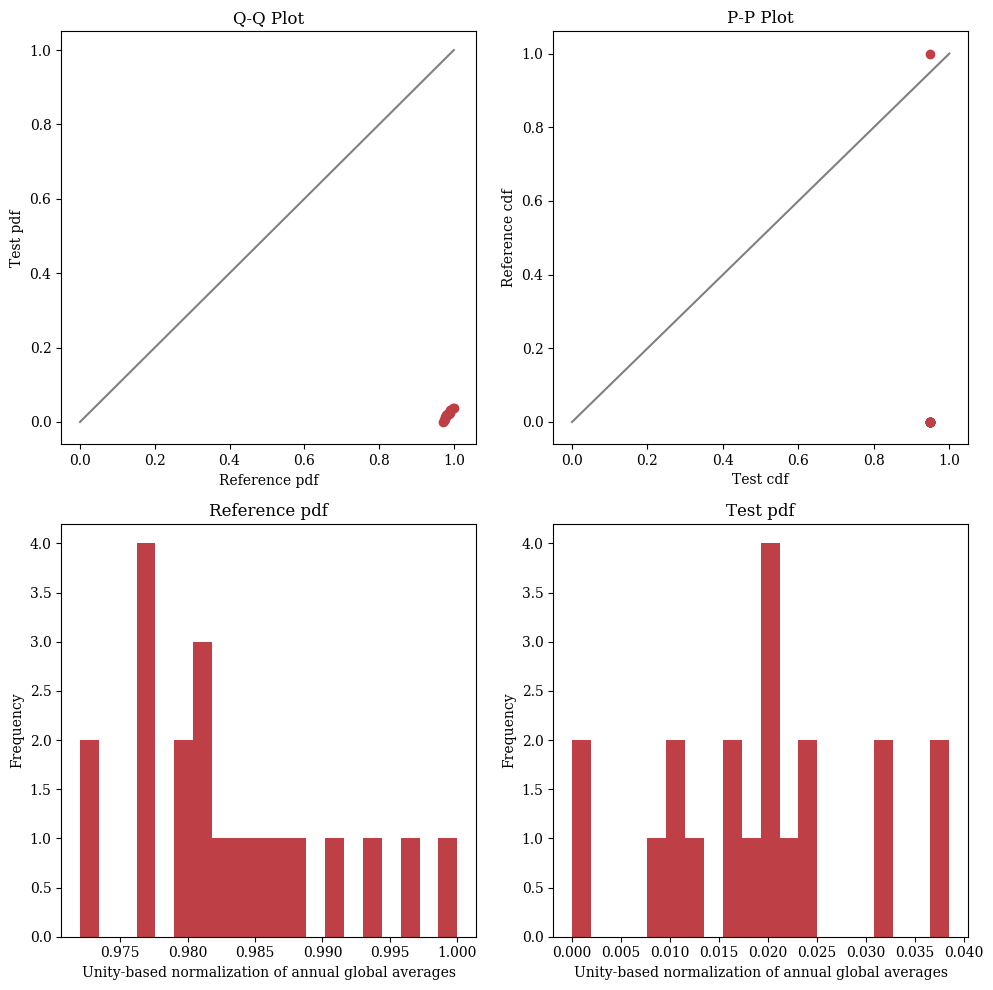 Q-Q Plot
1.0
0.8
0.6
0.4
0.2
0.0
Test pdf
0.0 0.2 0.4 0.6 0.8 1.0
Reference pdf
P-P Plot
1.0
0.8
0.6
0.4
0.2
0.0
Reference cdf
0.0 0.2 0.4 0.6 0.8 1.0
Test cdf
Reference pdf
4.0
3.5
3.0
2.5
2.0
1.5
1.0
0.5
0.0
Frequency
0.975 0.980 0.985 0.990 0.995 1.000
Unity-based normalization of annual global averages
Test pdf
4.0
3.5
3.0
2.5
2.0
1.5
1.0
0.5
0.0
Frequency
0.000 0.005 0.010 0.015 0.020 0.025 0.030 0.035 0.040
Unity-based normalization of annual global averages